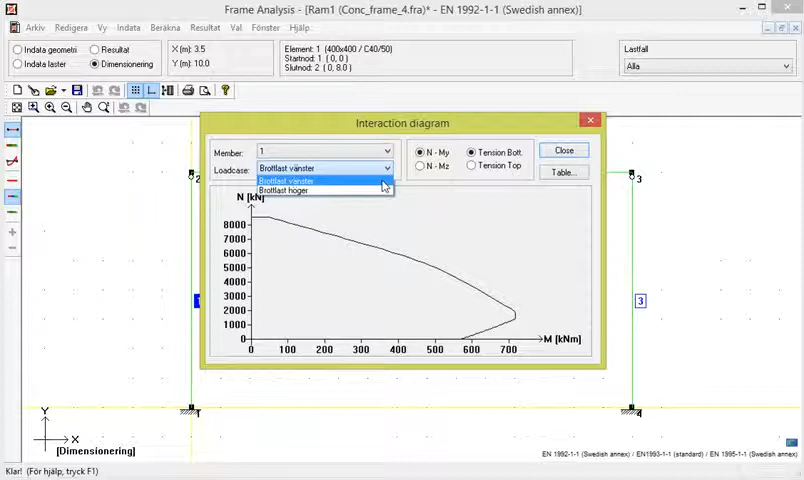 Frame Analysis - [Ram1 (Conc_frame_4.fra)* - EN 1992-1-1 (Swedish annex)]
Arkiv Redigera Vy Indata Beräkna Resultat Val Fönster Hjälp:
Indata geometri Resultat
Indata laster Dimensionering
X (m): 3.5
Y (m): 10.0
Element: 1 (400x400 / C40/50)
Startnod: 1 ( 0, 0 )
Slutnod: 2 ( 0, 8.0 )
Lastfall
Alla
Interaction diagram
Member: 1
Loadcase: Brottlast vänster
Brottlast vänster
Brottlast höger
N - My
N - Mz
Tension Bott.
Tension Top
Close
Table...
N [kN]
8000
7000
6000
5000
4000
3000
2000
1000
0
0 100 200 300 400 500 600 700 M [kNm]
2
3
3
1
4
Y
X
[Dimensionering]
EN 1992-1-1 (Swedish annex) / EN1993-1-1 (standard) / EN 1995-1-1 (Swedish annex)
Klar! (För hjälp, tryck F1)